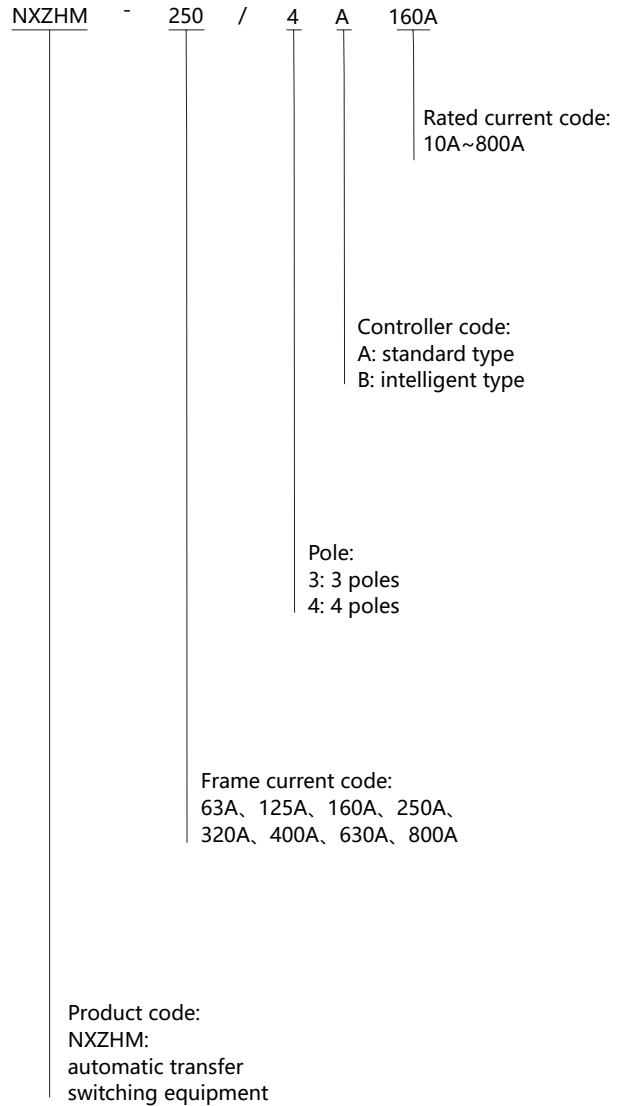 NXZHM - 250 / 4 A 160A
Rated current code:
10A~800A
Controller code:
A: standard type
B: intelligent type
Pole:
3: 3 poles
4: 4 poles
Frame current code:
63A、125A、160A、250A、
320A、400A、630A、800A
Product code:
NXZHM:
automatic transfer
switching equipment